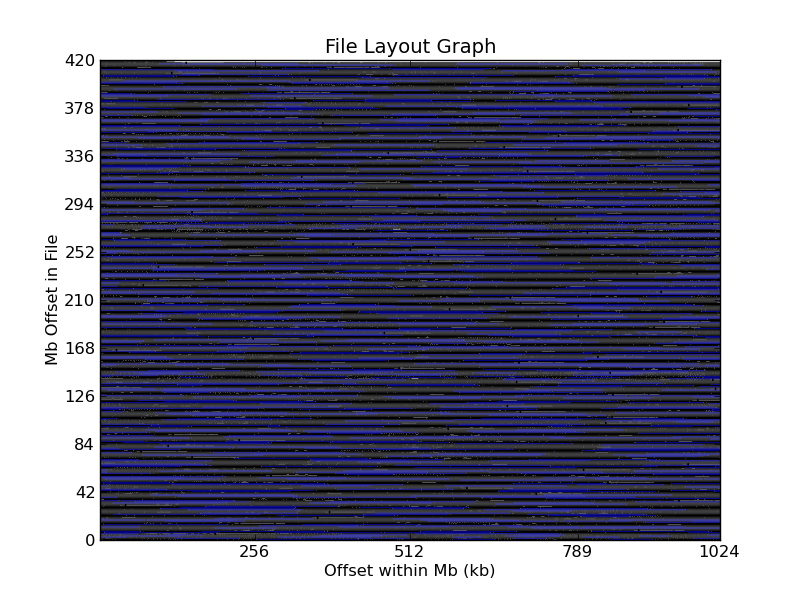 File Layout Graph
420
378
336
294
252
210
168
126
84
42
0
Mb Offset in File
256 512 789 1024
Offset within Mb (kb)